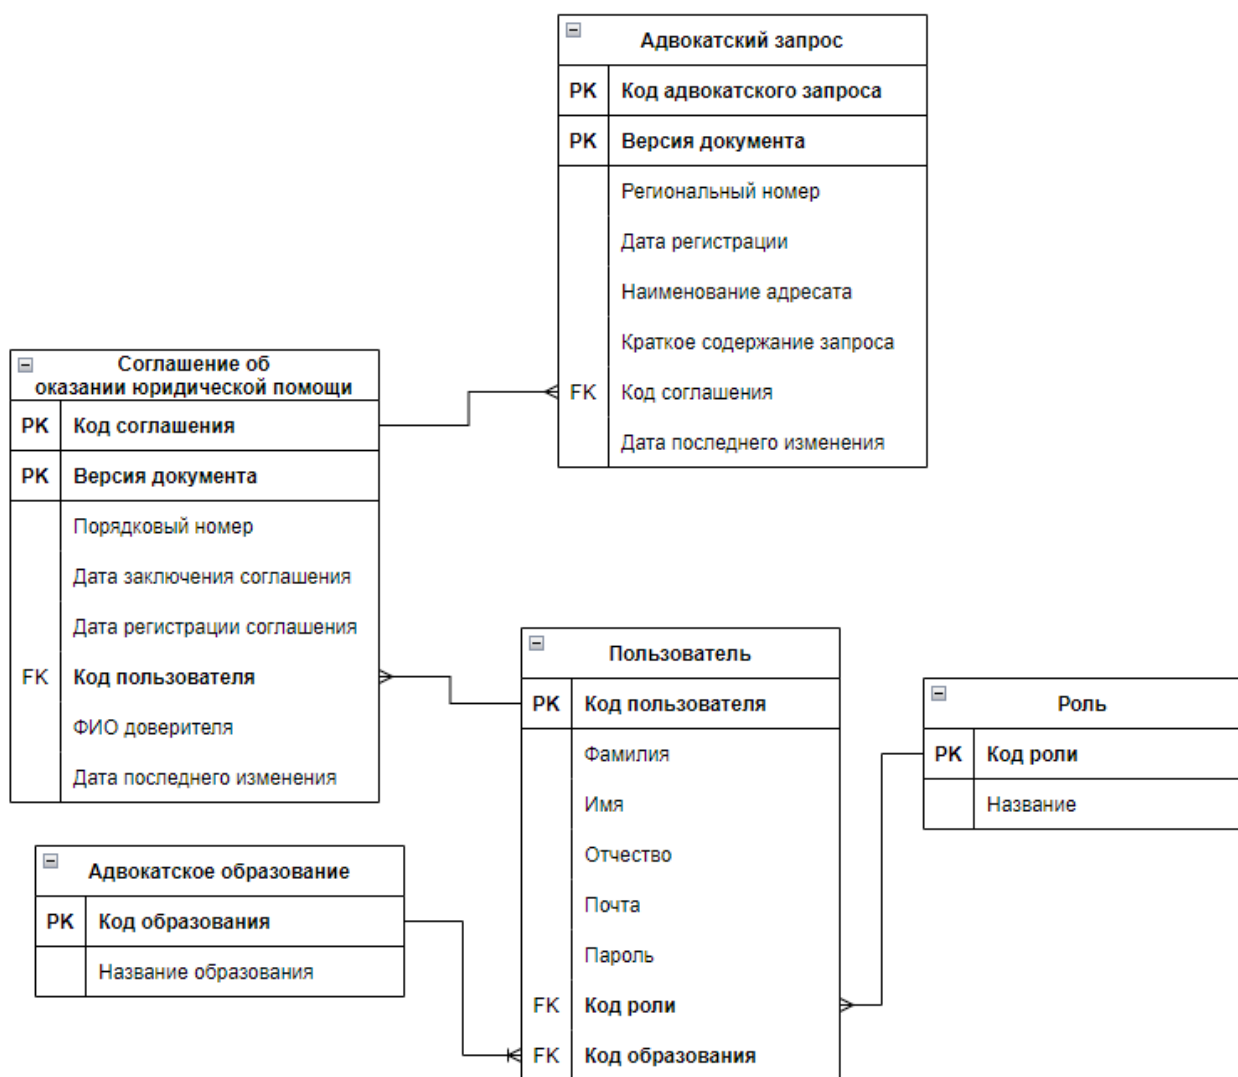 Адвокатский запрос
PK Код адвокатского запроса
PK Версия документа
Региональный номер
Дата регистрации
Наименование адресата
Краткое содержание запроса
FK Код соглашения
Дата последнего изменения
Соглашение об
оказании юридической помощи
PK Код соглашения
PK Версия документа
Порядковый номер
Дата заключения соглашения
Дата регистрации соглашения
FK Код пользователя
ФИО доверителя
Дата последнего изменения
Пользователь
PK Код пользователя
Фамилия
Имя
Отчество
Почта
Пароль
FK Код роли
FK Код образования
Роль
PK Код роли
Название
Адвокатское образование
PK Код образования
Название образования